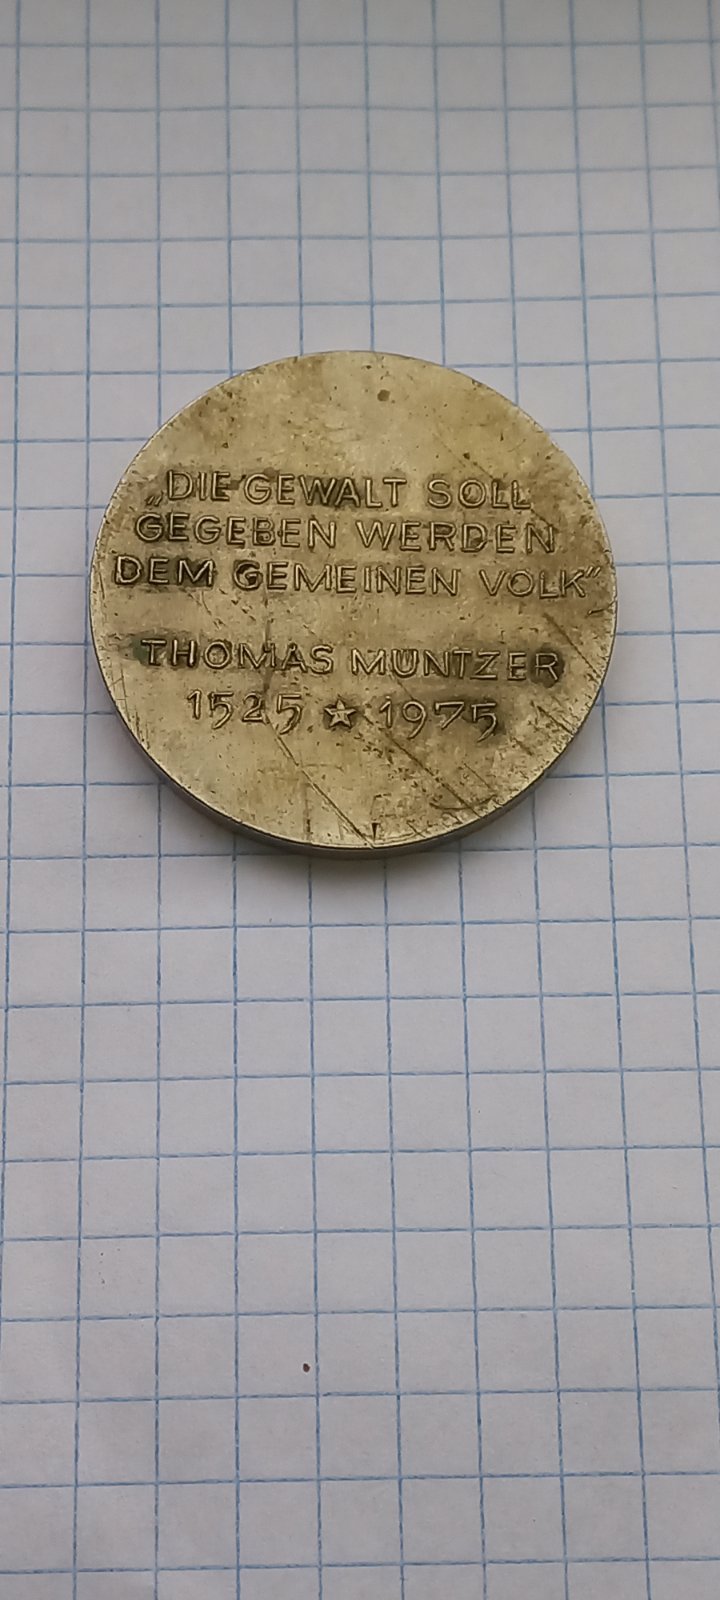 „DIE GEWALT SOLL
GEGEBEN WERDEN
DEM GEMEINEN VOLK”
THOMAS MÜNTZER
1525 ★ 1975